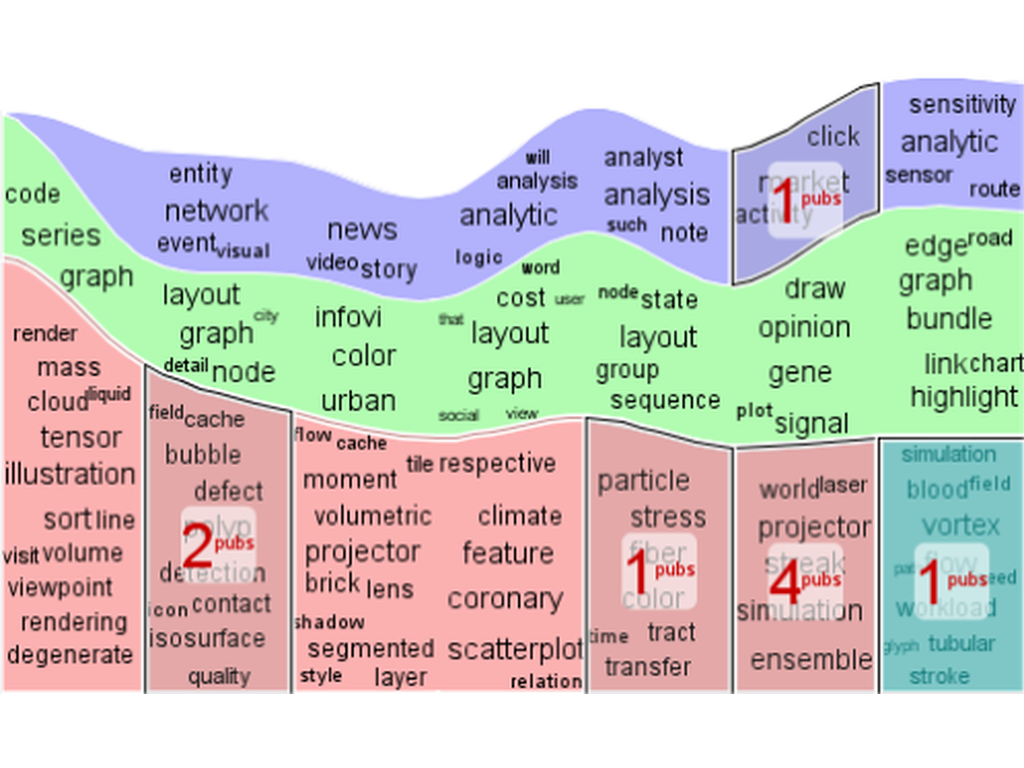 code
series
graph
render
mass
cloud liquid
tensor
illustration
sort line
visit volume
viewpoint
rendering
degenerate
entity
network
event visual
layout
graph city
detail node
field cache
bubble
defect
polyp
2 pubs
detection
icon contact
isosurface
quality
news
video story
infovi
color
urban
flow cache
moment
volumetric
projector
brick lens
shadow
segmented
style layer
will
analysis
analytic
logic
word
cost user
that layout
graph
social view
tile respective
climate
feature
coronary
scatterplot
relation
analyst
analysis
such note
node state
layout
group
sequence
particle
stress
fiber
1 pubs
color
time tract
transfer
click
market
1 pubs
activity
draw
opinion
gene
plot signal
world laser
projector
streak
4 pubs
simulation
ensemble
sensitivity
analytic
sensor route
edge road
graph
bundle
link chart
highlight
simulation
blood field
vortex
flow
1 pubs
workload
glyph tubular
stroke